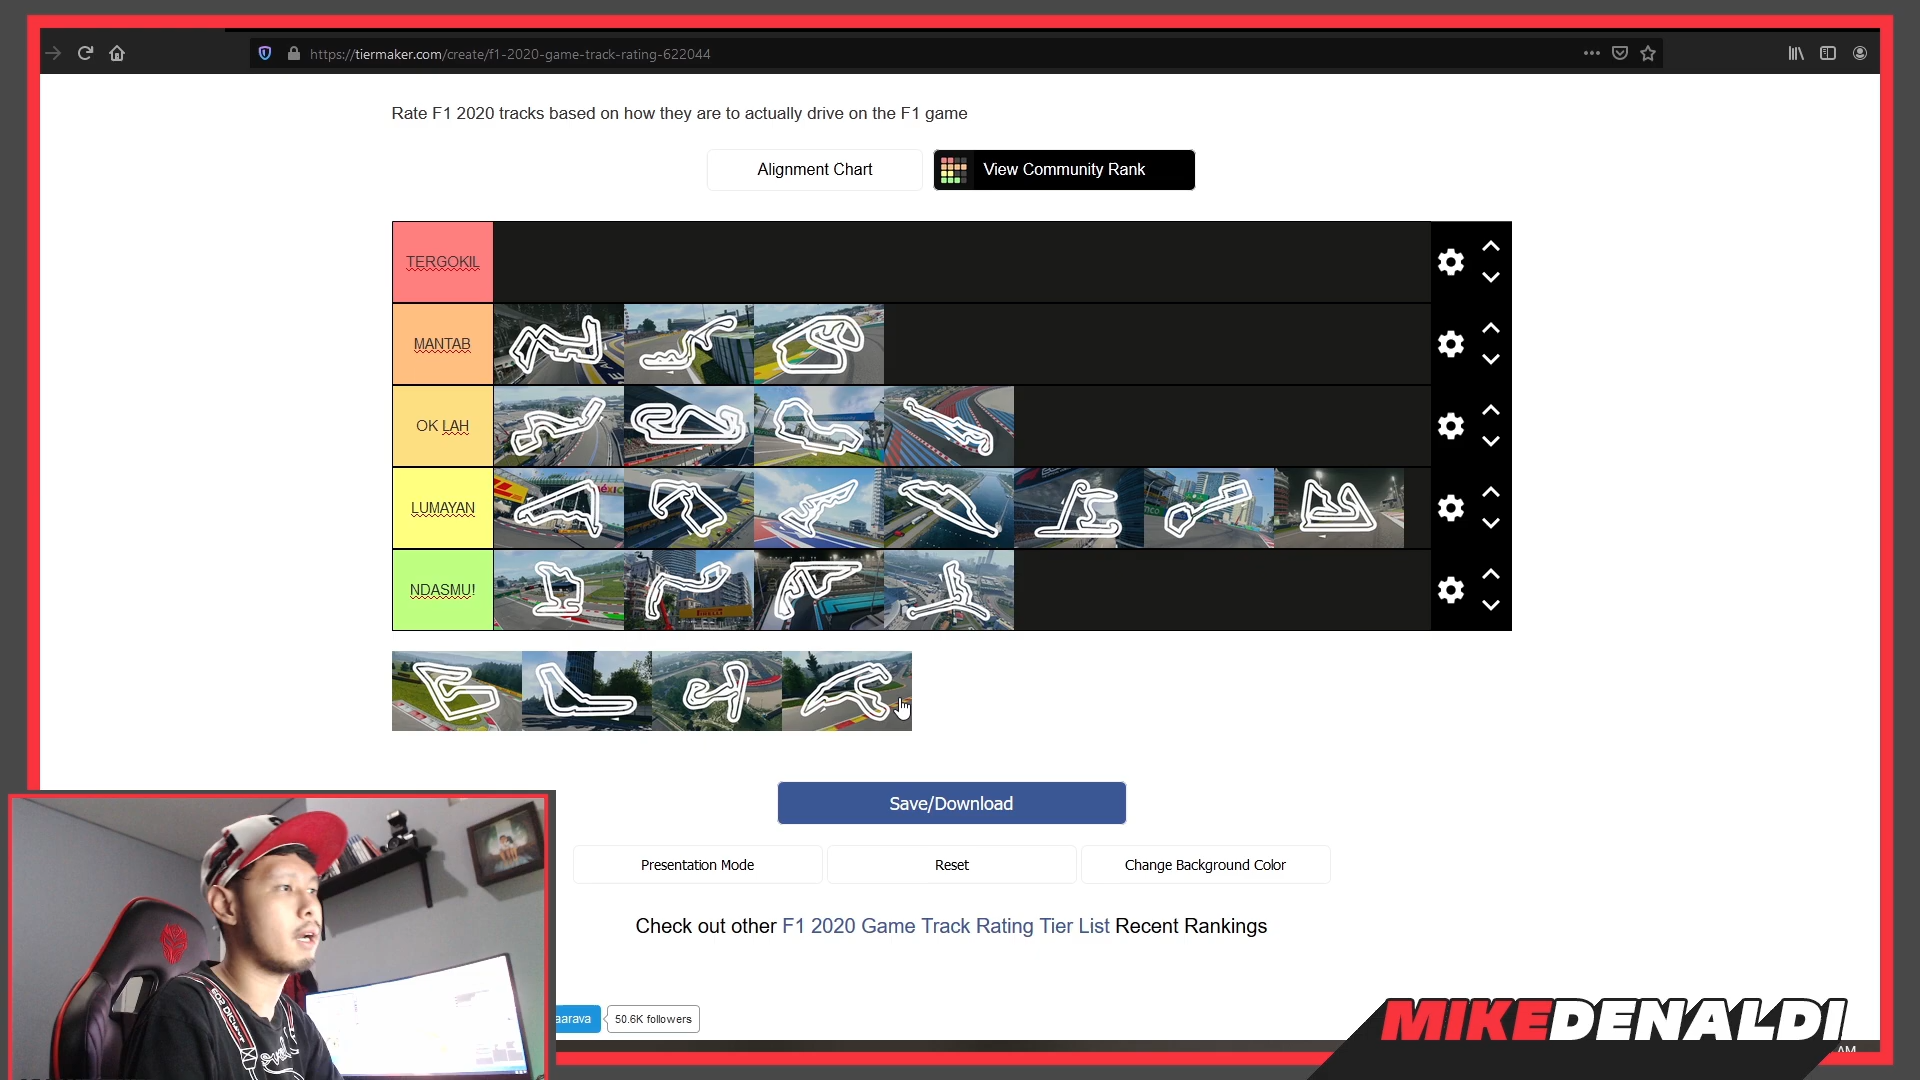 https://tiermaker.com/create/f1-2020-game-track-rating-622044
Rate F1 2020 tracks based on how they are to actually drive on the F1 game
Alignment Chart
View Community Rank
TERGOKIL
MANTAB
OK LAH
LUMAYAN
NDASMU!
Save/Download
Presentation Mode
Reset
Change Background Color
Check out other F1 2020 Game Track Rating Tier List Recent Rankings
aarava
50.6K followers
MIKEDENALDI
AM